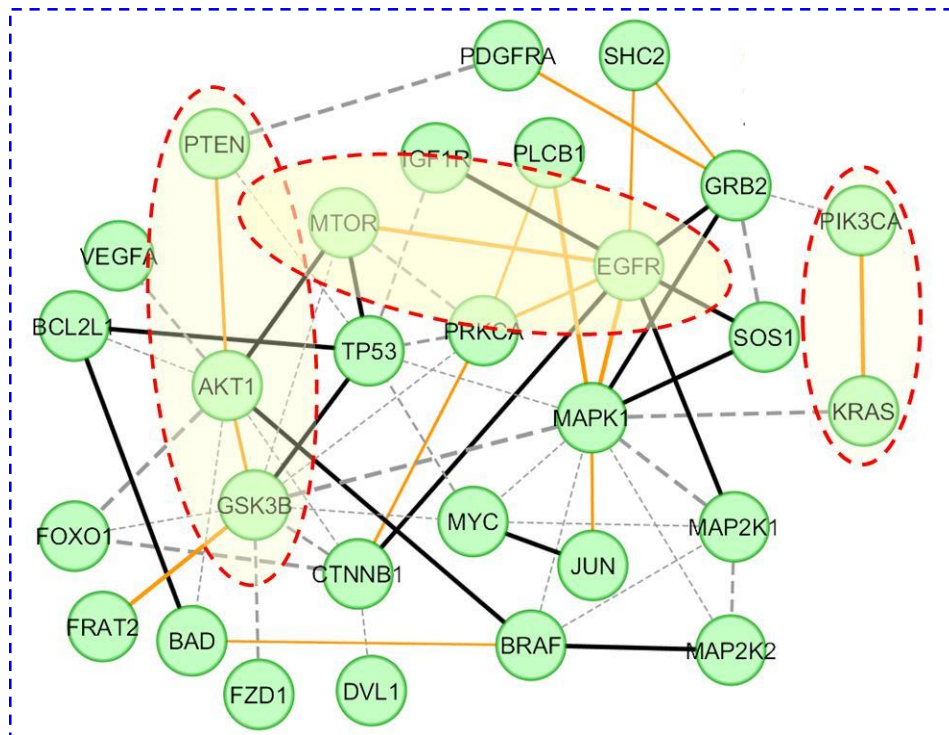 PDGFRA
SHC2
PTEN
IGF1R
PLCB1
GRB2
PIK3CA
MTOR
VEGFA
EGFR
BCL2L1
TP53
PRKCA
SOS1
AKT1
MAPK1
KRAS
GSK3B
FOXO1
MYC
MAP2K1
CTNNB1
JUN
FRAT2
BAD
BRAF
MAP2K2
FZD1
DVL1